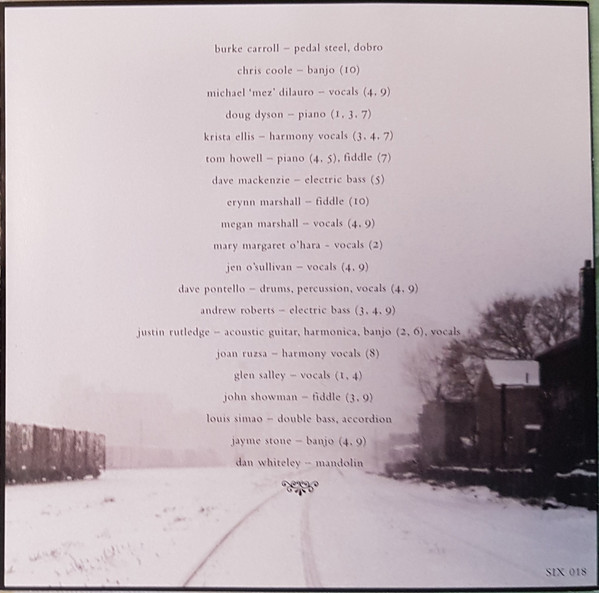 burke carroll – pedal steel, dobro
chris coole – banjo (10)
michael 'mez' dilauro – vocals (4, 9)
doug dyson – piano (1, 3, 7)
krista ellis – harmony vocals (3, 4, 7)
tom howell – piano (4, 5), fiddle (7)
dave mackenzie – electric bass (5)
erynn marshall – fiddle (10)
megan marshall – vocals (4, 9)
mary margaret o'hara - vocals (2)
jen o'sullivan – vocals (4, 9)
dave pontello – drums, percussion, vocals (4, 9)
andrew roberts – electric bass (3, 4, 9)
justin rutledge – acoustic guitar, harmonica, banjo (2, 6), vocals
joan ruzsa – harmony vocals (8)
glen salley – vocals (1, 4)
john showman – fiddle (3, 9)
louis simao – double bass, accordion
jayme stone – banjo (4, 9)
dan whiteley – mandolin
SIX 018